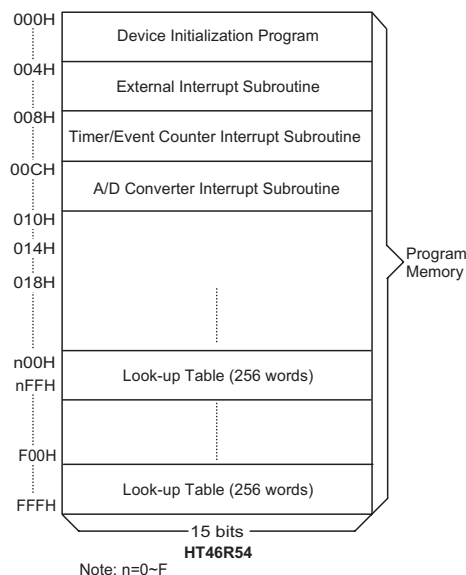 000H
Device Initialization Program
004H
External Interrupt Subroutine
008H
Timer/Event Counter Interrupt Subroutine
00CH
A/D Converter Interrupt Subroutine
010H
014H
018H
Program
Memory
n00H
Look-up Table (256 words)
nFFH
F00H
Look-up Table (256 words)
FFFH
15 bits
HT46R54
Note: n=0~F